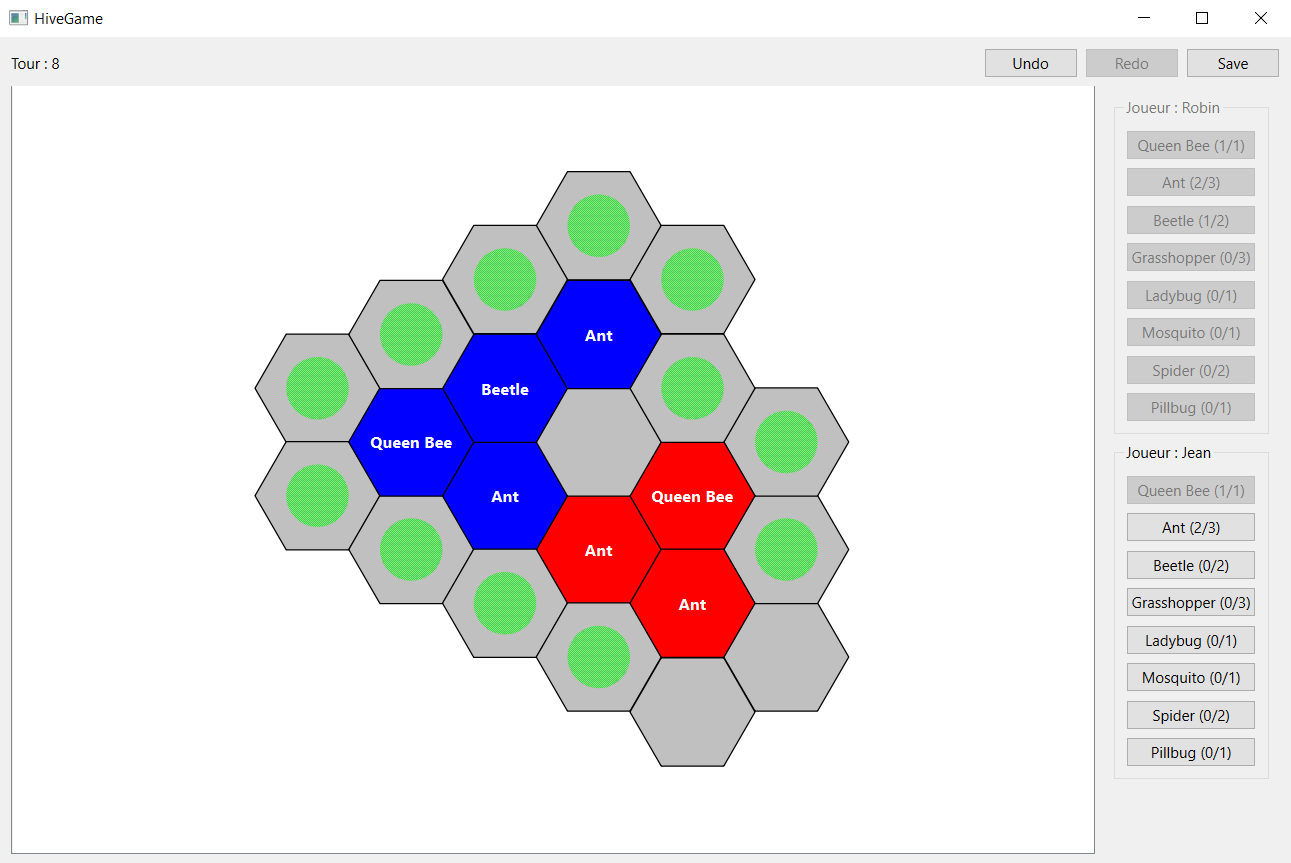 HiveGame
Tour : 8
Undo
Redo
Save
Joueur : Robin
Queen Bee (1/1)
Ant (2/3)
Beetle (1/2)
Grasshopper (0/3)
Ladybug (0/1)
Mosquito (0/1)
Spider (0/2)
Pillbug (0/1)
Joueur : Jean
Queen Bee (1/1)
Ant (2/3)
Beetle (0/2)
Grasshopper (0/3)
Ladybug (0/1)
Mosquito (0/1)
Spider (0/2)
Pillbug (0/1)
Ant
Beetle
Queen Bee
Ant
Queen Bee
Ant
Ant